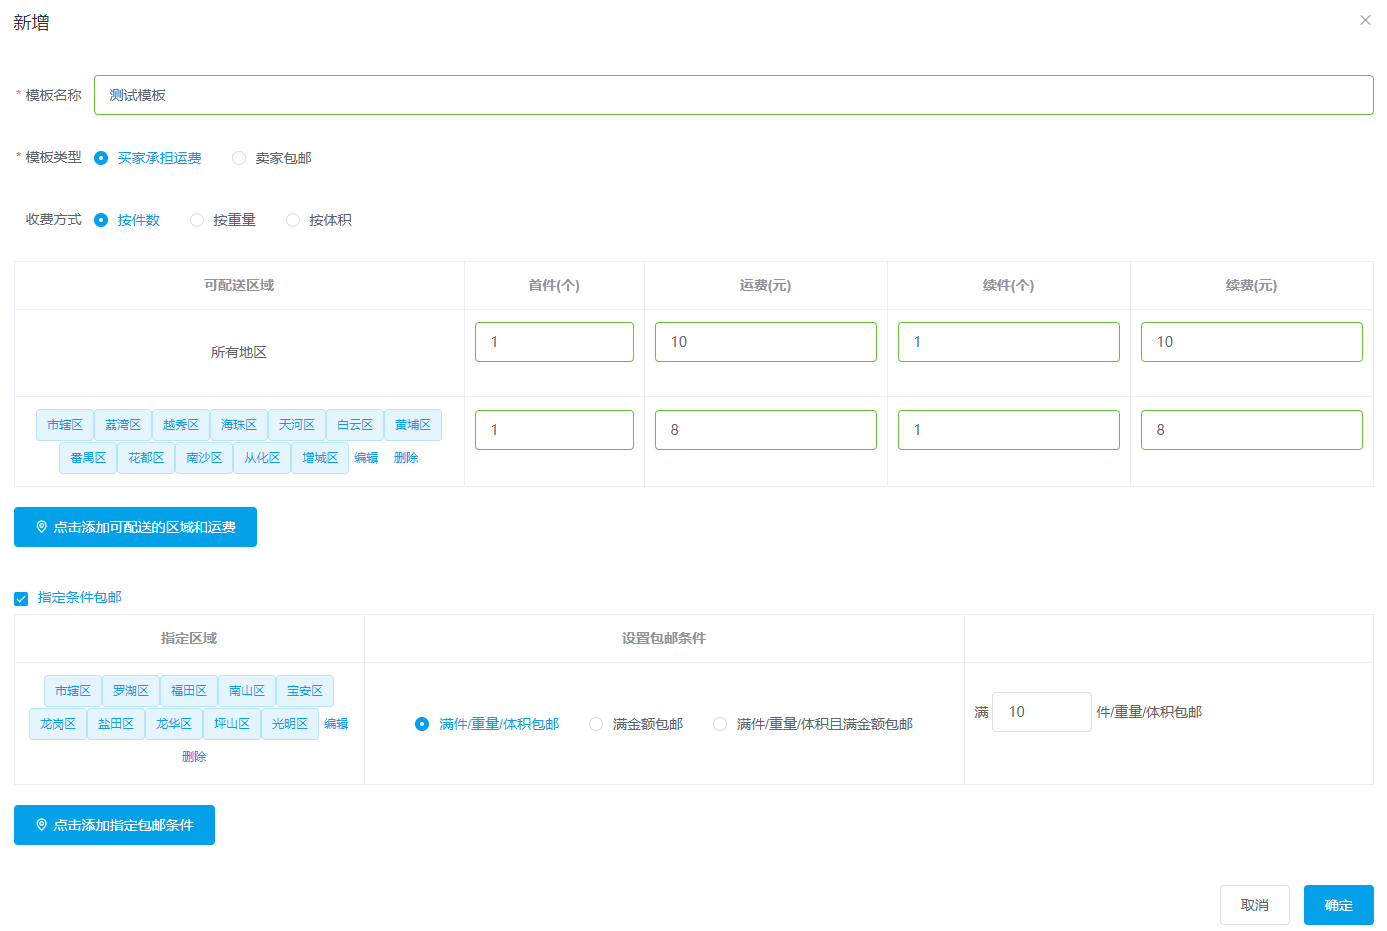 新增
* 模板名称 测试模板
* 模板类型 买家承担运费 卖家包邮
收费方式 按件数 按重量 按体积
可配送区域 首件(个) 运费(元) 续件(个) 续费(元)
所有地区 1 10 1 10
市辖区 荔湾区 越秀区 海珠区 天河区 白云区 黄埔区 1 8 1 8
番禺区 花都区 南沙区 从化区 增城区 编辑 删除
点击添加可配送的区域和运费
指定条件包邮
指定区域 设置包邮条件
市辖区 罗湖区 福田区 南山区 宝安区
龙岗区 盐田区 龙华区 坪山区 光明区 编辑
删除
满件/重量/体积包邮 满金额包邮 满件/重量/体积且满金额包邮
满 10 件/重量/体积包邮
点击添加指定包邮条件
取消 确定